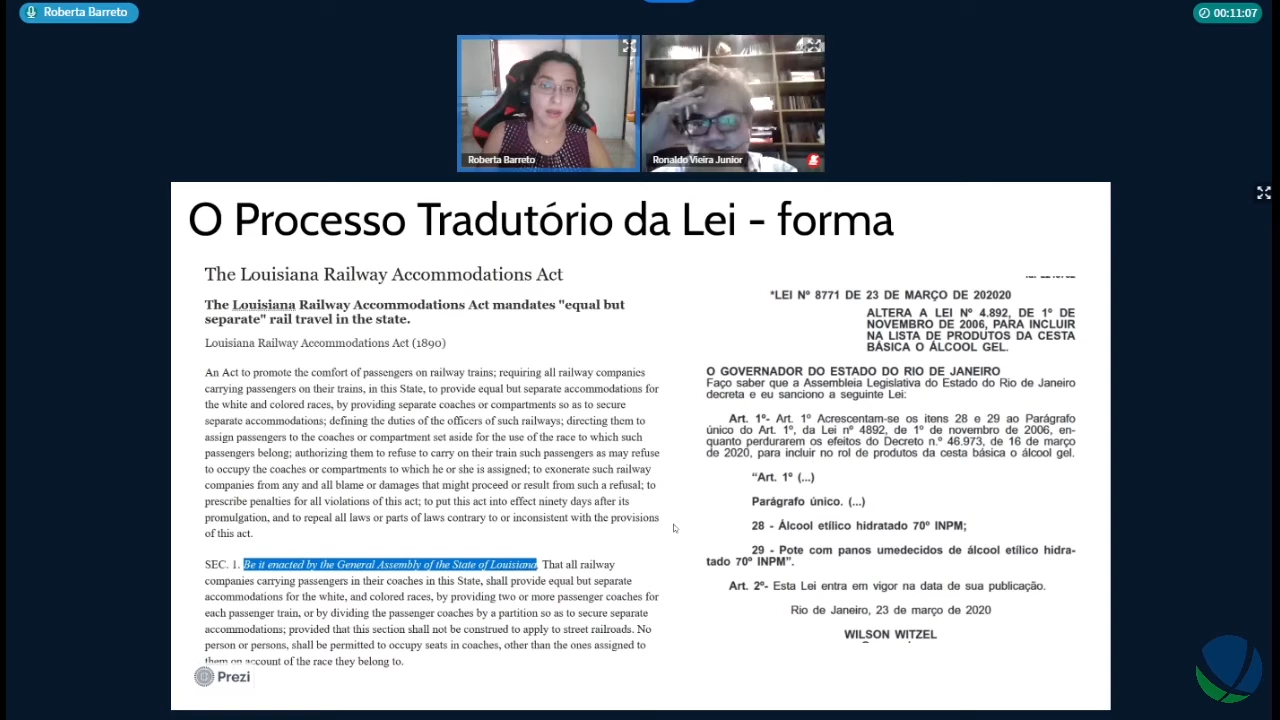 Roberta Barreto
00:11:07
Roberta Barreto
Ronaldo Vieira Junior
O Processo Tradutório da Lei - forma
The Louisiana Railway Accommodations Act
The Louisiana Railway Accommodations Act mandates "equal but
separate" rail travel in the state.
Louisiana Railway Accommodations Act (1890)
An Act to promote the comfort of passengers on railway trains; requiring all railway companies
carrying passengers on their trains, in this State, to provide equal but separate accommodations for
the white and colored races, by providing separate coaches or compartments so as to secure
separate accommodations; defining the duties of the officers of such railways; directing them to
assign passengers to the coaches or compartment set aside for the use of the race to which such
passengers belong; authorizing them to refuse to carry on their train such passengers as may refuse
to occupy the coaches or compartments to which he or she is assigned; to exonerate such railway
companies from any and all blame or damages that might proceed or result from such a refusal; to
prescribe penalties for all violations of this act; to put this act into effect ninety days after its
promulgation, and to repeal all laws or parts of laws contrary to or inconsistent with the provisions
of this act.
SEC. 1. Be it enacted by the General Assembly of the State of Louisiana, That all railway
companies carrying passengers in their coaches in this State, shall provide equal but separate
accommodations for the white, and colored races, by providing two or more passenger coaches for
each passenger train, or by dividing the passenger coaches by a partition so as to secure separate
accommodations; provided that this section shall not be construed to apply to street railroads. No
person or persons, shall be permitted to occupy seats in coaches, other than the ones assigned to
them on account of the race they belong to.
Prezi
*LEI Nº 8771 DE 23 DE MARÇO DE 202020
ALTERA A LEI Nº 4.892, DE 1º DE
NOVEMBRO DE 2006, PARA INCLUIR
NA LISTA DE PRODUTOS DA CESTA
BÁSICA O ÁLCOOL GEL.
O GOVERNADOR DO ESTADO DO RIO DE JANEIRO
Faço saber que a Assembleia Legislativa do Estado do Rio de Janeiro
decreta e eu sanciono a seguinte Lei:
Art. 1º- Art. 1º Acrescentam-se os itens 28 e 29 ao Parágrafo
único do Art. 1º, da Lei nº 4892, de 1º de novembro de 2006, en-
quanto perdurarem os efeitos do Decreto n.º 46.973, de 16 de março
de 2020, para incluir no rol de produtos da cesta básica o álcool gel.
“Art. 1º (...)
Parágrafo único. (...)
28 - Álcool etílico hidratado 70º INPM;
29 - Pote com panos umedecidos de álcool etílico hidra-
tado 70º INPM”.
Art. 2º- Esta Lei entra em vigor na data de sua publicação.
Rio de Janeiro, 23 de março de 2020
WILSON WITZEL